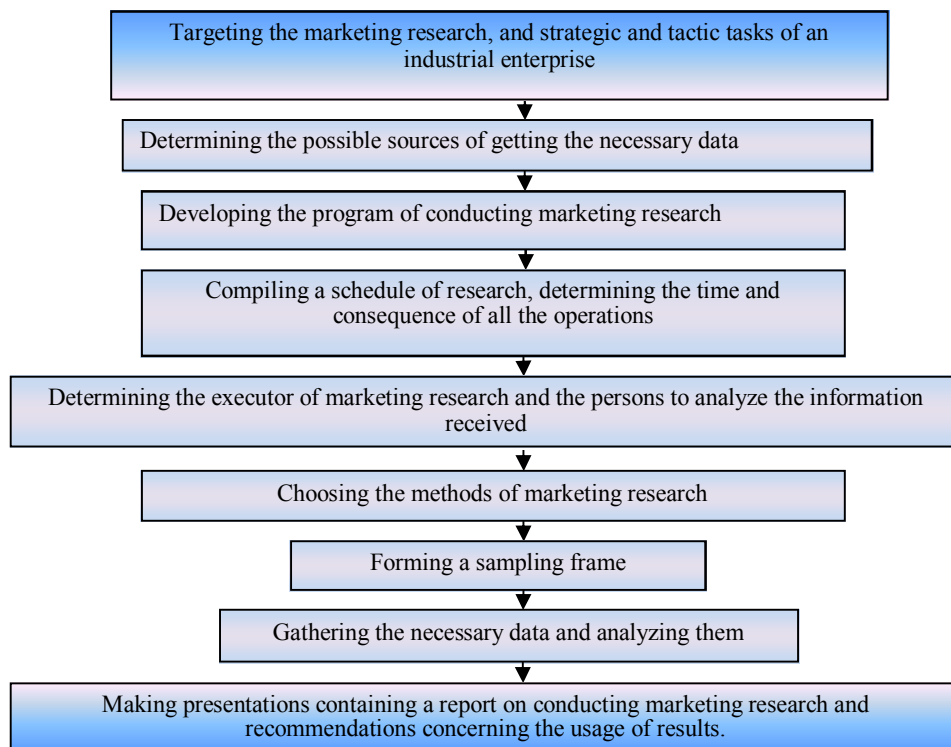 Targeting the marketing research, and strategic and tactic tasks of an
industrial enterprise
Determining the possible sources of getting the necessary data
Developing the program of conducting marketing research
Compiling a schedule of research, determining the time and
consequence of all the operations
Determining the executor of marketing research and the persons to analyze the information
received
Choosing the methods of marketing research
Forming a sampling frame
Gathering the necessary data and analyzing them
Making presentations containing a report on conducting marketing research and
recommendations concerning the usage of results.